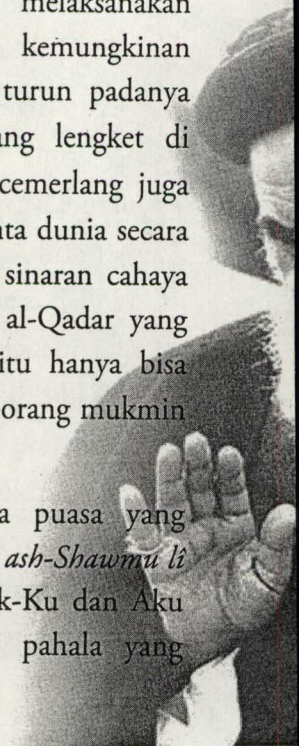 melaksanakan
kemungkinan
turun padanya
ang lengket di
cemerlang juga
nta dunia secara
sinaran cahaya
al-Qadar yang
itu hanya bisa
orang mukmin
a puasa yang
ash-Shawmu lî
k-Ku dan Aku
pahala yang